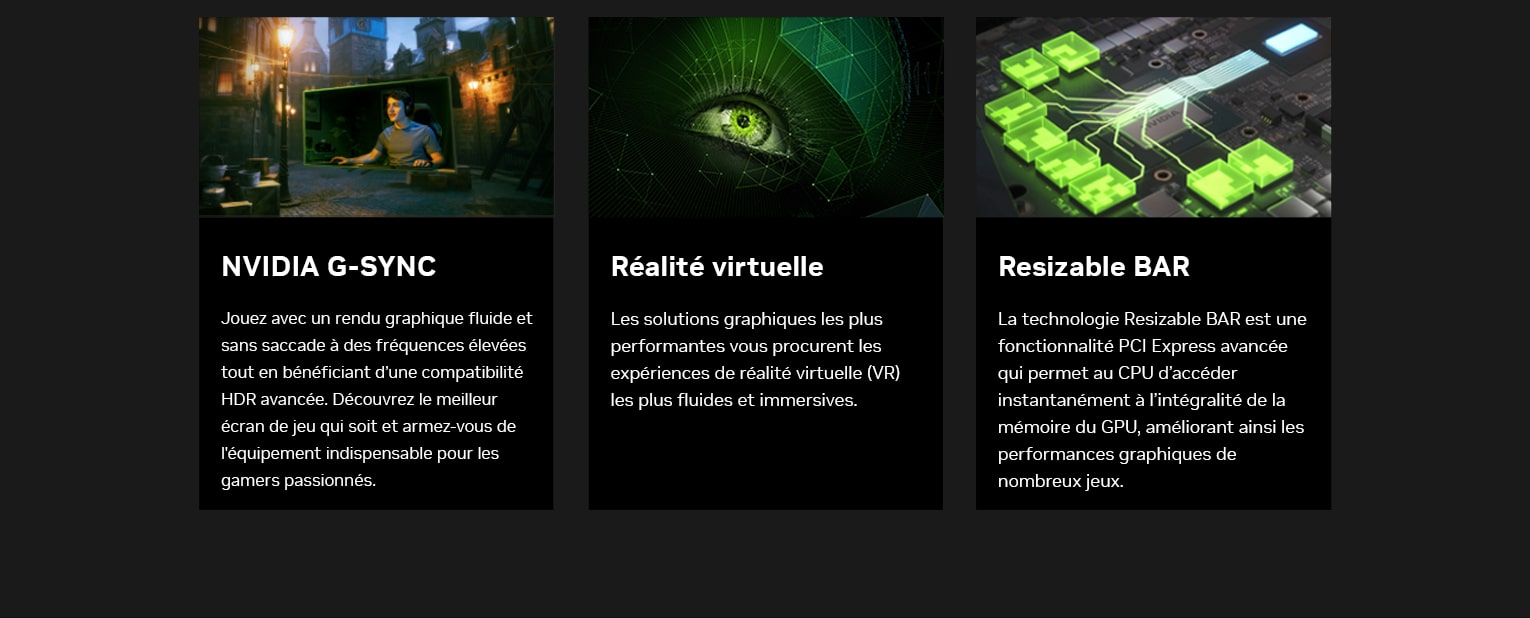 NVIDIA
NVIDIA G-SYNC
Jouez avec un rendu graphique fluide et
sans saccade à des fréquences élevées
tout en bénéficiant d'une compatibilité
HDR avancée. Découvrez le meilleur
écran de jeu qui soit et armez-vous de
l'équipement indispensable pour les
gamers passionnés.
Réalité virtuelle
Les solutions graphiques les plus
performantes vous procurent les
expériences de réalité virtuelle (VR)
les plus fluides et immersives.
Resizable BAR
La technologie Resizable BAR est une
fonctionnalité PCI Express avancée
qui permet au CPU d’accéder
instantanément à l’intégralité de la
mémoire du GPU, améliorant ainsi les
performances graphiques de
nombreux jeux.